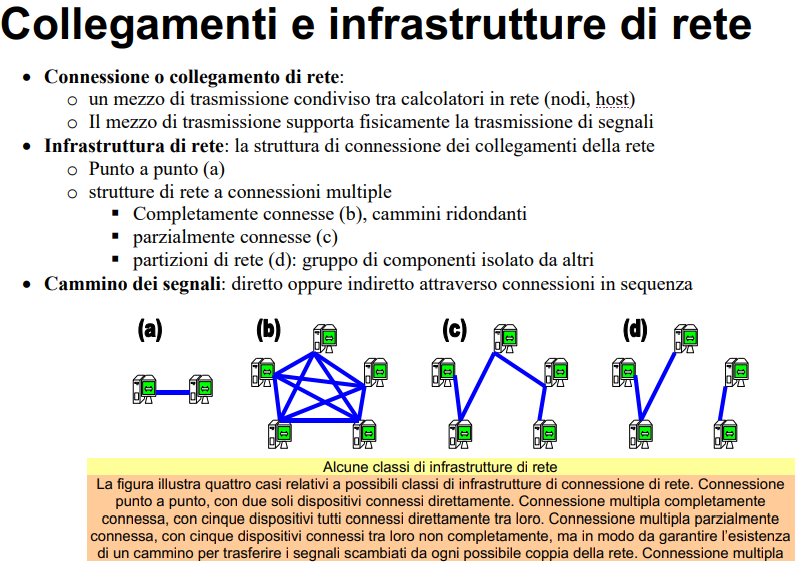 Collegamenti e infrastrutture di rete
• Connessione o collegamento di rete:
o un mezzo di trasmissione condiviso tra calcolatori in rete (nodi, host)
o Il mezzo di trasmissione supporta fisicamente la trasmissione di segnali
• Infrastruttura di rete: la struttura di connessione dei collegamenti della rete
o Punto a punto (a)
o strutture di rete a connessioni multiple
▪ Completamente connesse (b), cammini ridondanti
▪ parzialmente connesse (c)
▪ partizioni di rete (d): gruppo di componenti isolato da altri
• Cammino dei segnali: diretto oppure indiretto attraverso connessioni in sequenza
(a) (b) (c) (d)
Alcune classi di infrastrutture di rete
La figura illustra quattro casi relativi a possibili classi di infrastrutture di connessione di rete. Connessione
punto a punto, con due soli dispositivi connessi direttamente. Connessione multipla completamente
connessa, con cinque dispositivi tutti connessi direttamente tra loro. Connessione multipla parzialmente
connessa, con cinque dispositivi connessi tra loro non completamente, ma in modo da garantire l'esistenza
di un cammino per trasferire i segnali scambiati da ogni possibile coppia della rete. Connessione multipla